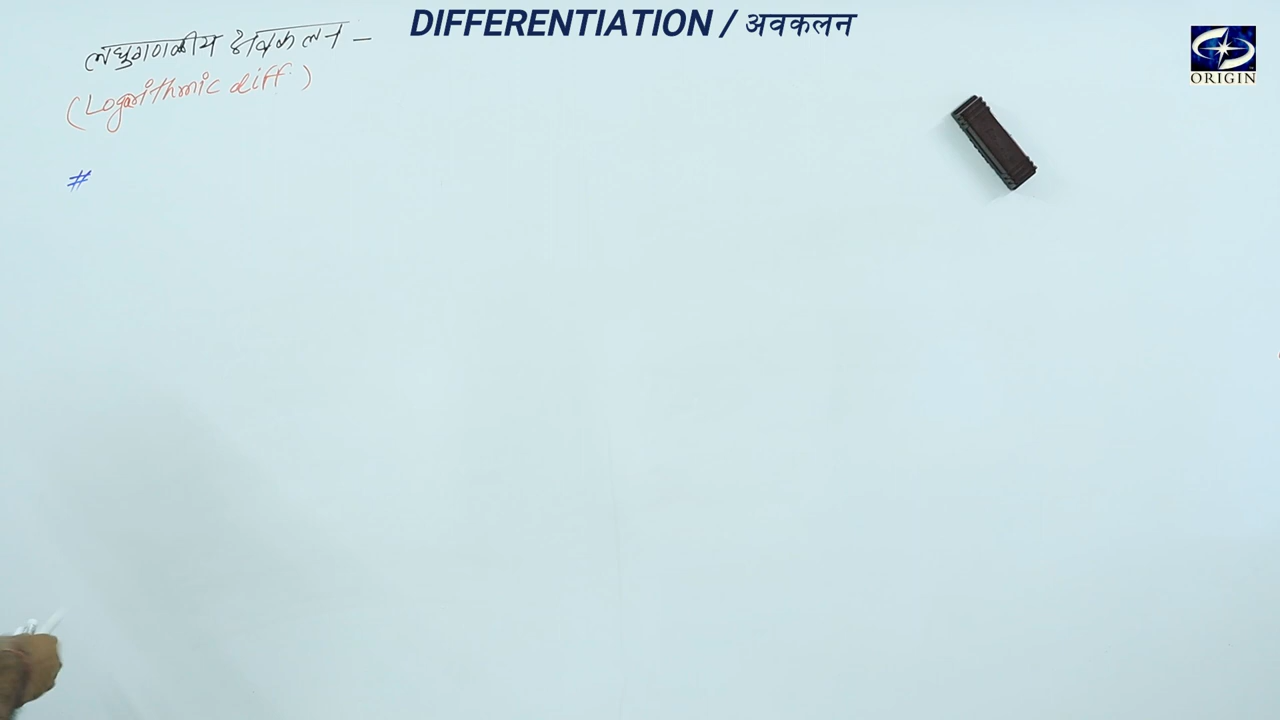 DIFFERENTIATION / अवकलन
लघुगणकीय अवकलन –
(Logarithmic diff.)
#
ORIGIN